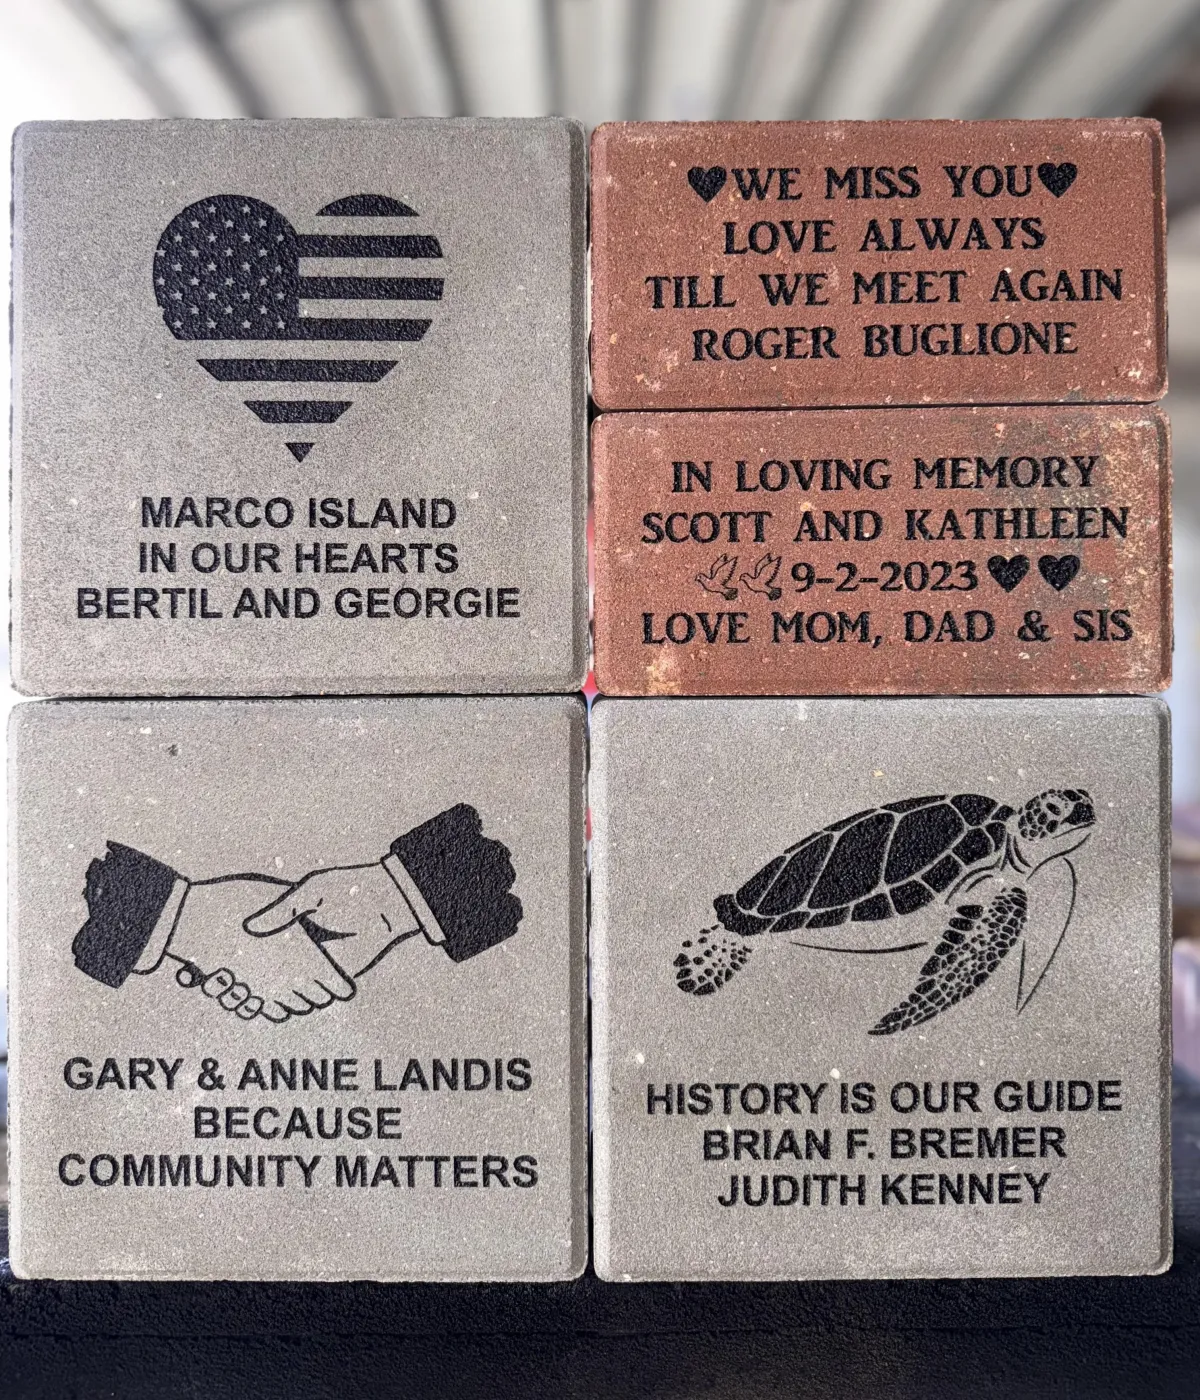 MARCO ISLAND
IN OUR HEARTS
BERTIL AND GEORGIE
♥WE MISS YOU♥
LOVE ALWAYS
TILL WE MEET AGAIN
ROGER BUGLIONE
IN LOVING MEMORY
SCOTT AND KATHLEEN
9-2-2023♥♥
LOVE MOM, DAD & SIS
GARY & ANNE LANDIS
BECAUSE
COMMUNITY MATTERS
HISTORY IS OUR GUIDE
BRIAN F. BREMER
JUDITH KENNEY